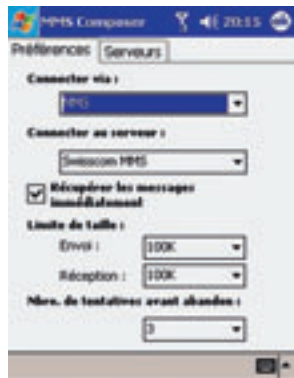 MMS Composer 20:15
Préférences Serveurs
Connecter via :
MMS
Connecter au serveur :
Swisscom MMS
Récupérer les messages
immédiatement
Limite de taille :
Envoi : 100K
Réception : 100K
Nbre. de tentatives avant abandon :
3